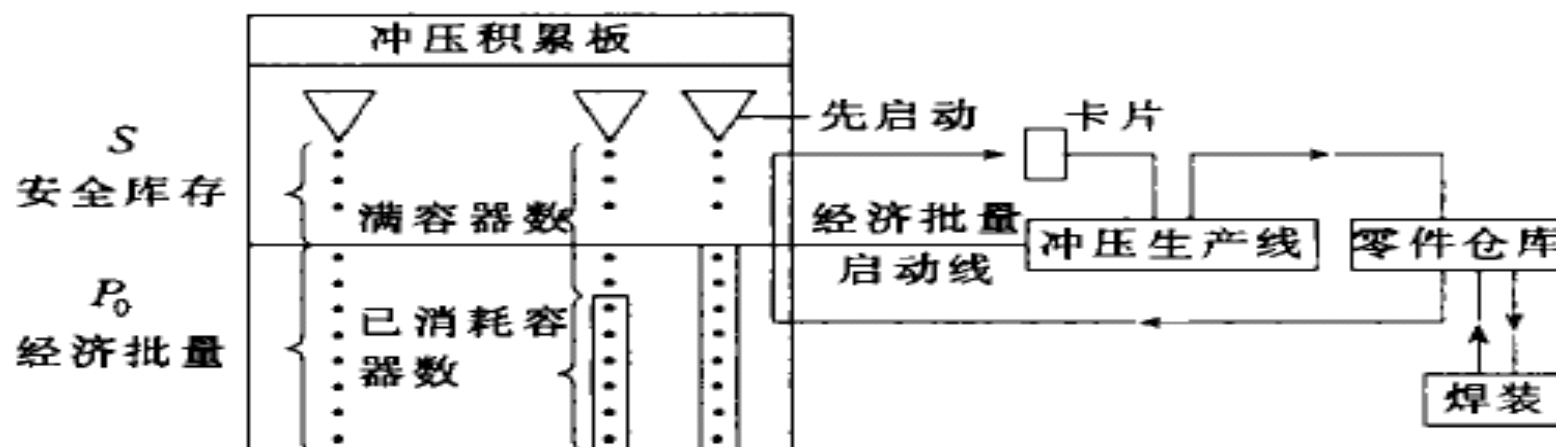 冲压积累板
先启动
卡片
S
安全库存
满容器数
经济批量
启动线
冲压生产线
零件仓库
P₀
经济批量
已消耗容
器数
焊装